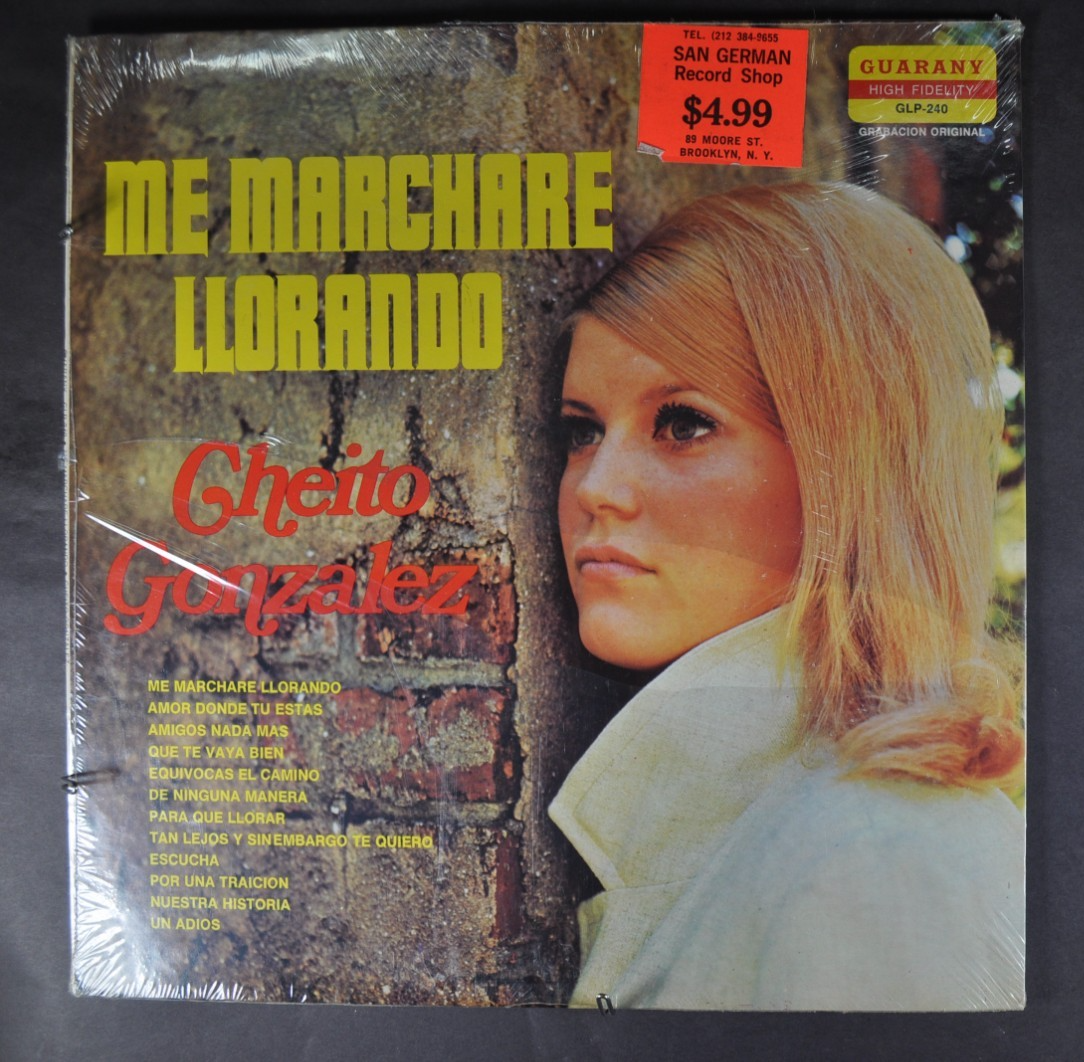 TEL. (212 384-9655
SAN GERMAN
Record Shop
$4.99
89 MOORE ST.
BROOKLYN, N. Y.
GUARANY
HIGH FIDELITY
GLP-240
GRABACION ORIGINAL
ME MARCHARE
LLORANDO
Cheito
Gonzalez
ME MARCHARE LLORANDO
AMOR DONDE TU ESTAS
AMIGOS NADA MAS
QUE TE VAYA BIEN
EQUIVOCAS EL CAMINO
DE NINGUNA MANERA
PARA QUE LLORAR
TAN LEJOS Y SINEMBARGO TE QUIERO
ESCUCHA
POR UNA TRAICION
NUESTRA HISTORIA
UN ADIOS